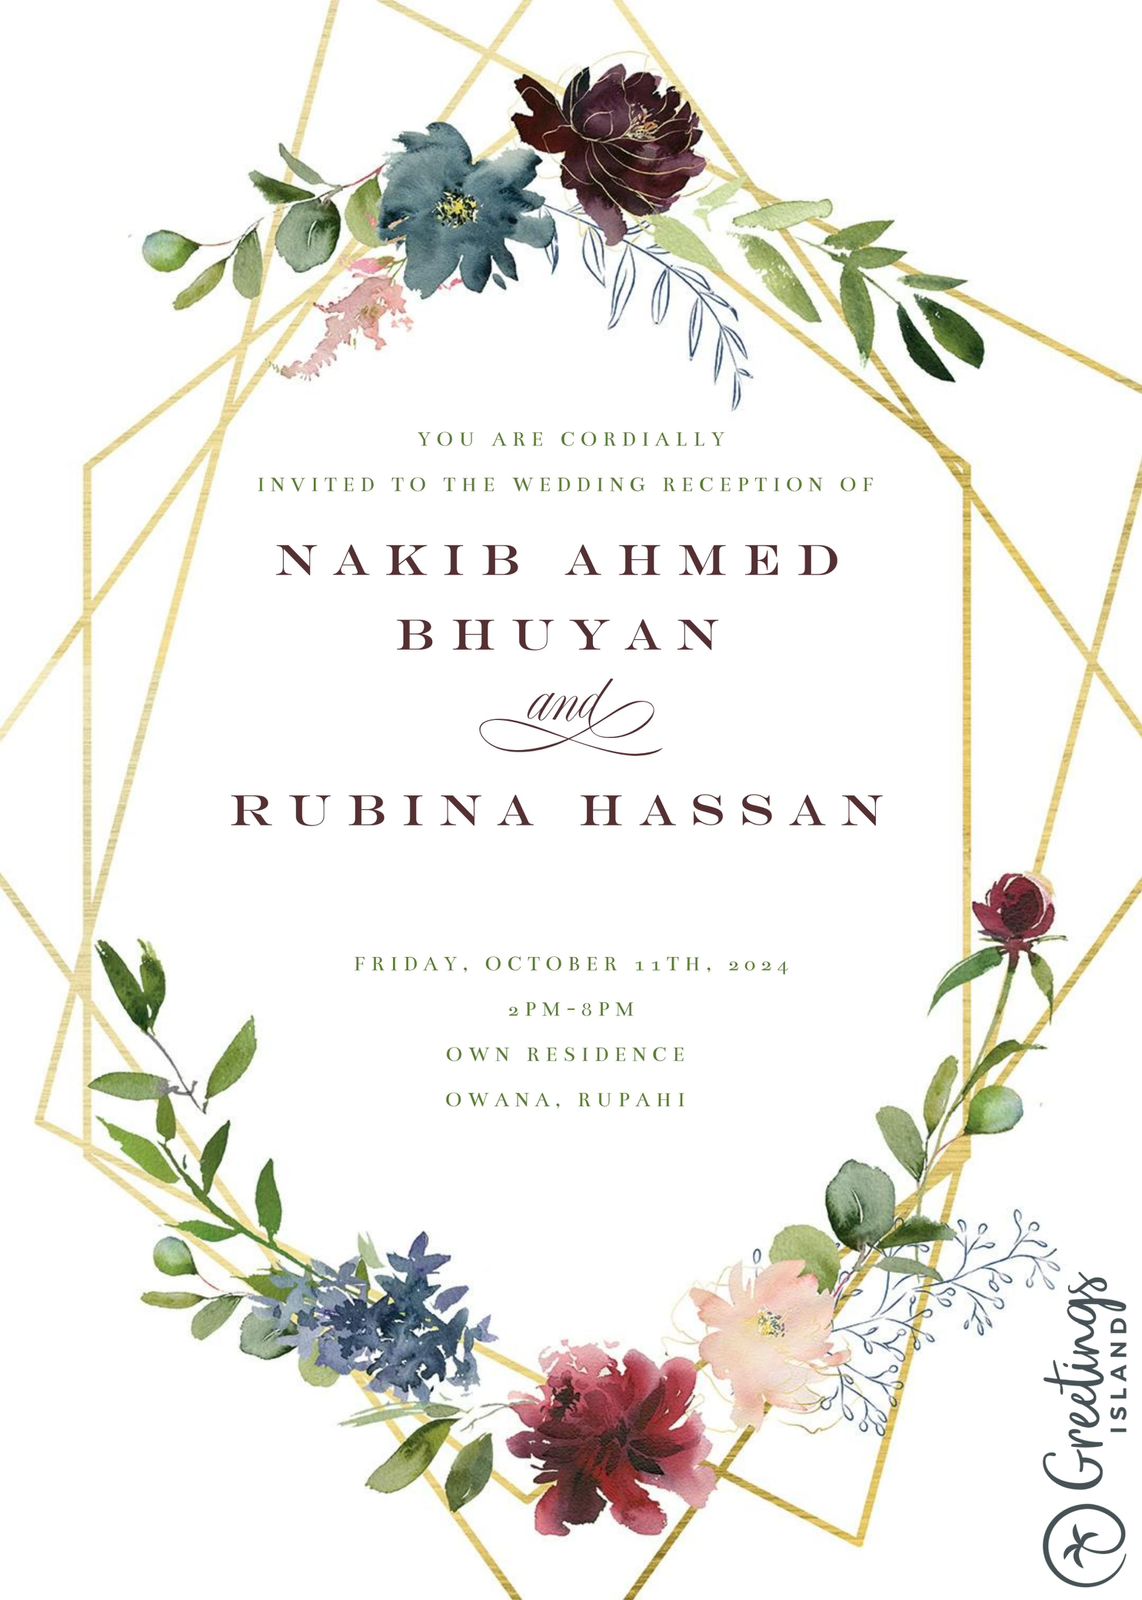 YOU ARE CORDIALLY
INVITED TO THE WEDDING RECEPTION OF
NAKIB AHMED
BHUYAN
and
RUBINA HASSAN
FRIDAY, OCTOBER 11TH, 2024
2PM-8PM
OWN RESIDENCE
OWANA, RUPAHI
Greetings
ISLAND